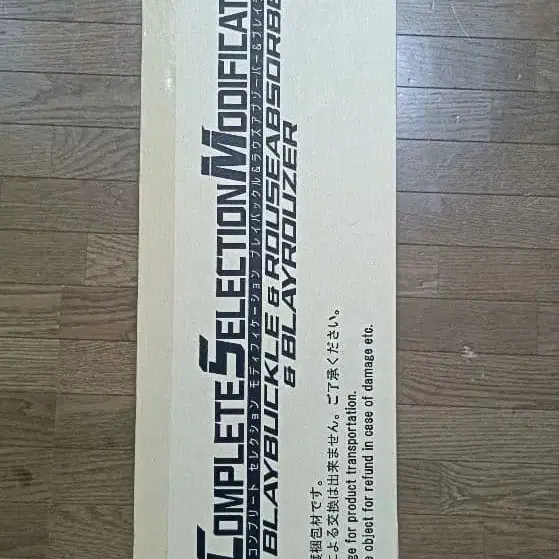 COMPLETE SELECTION MODIFICAT
コンプリート セレクション モディフィケーション ブレイバックル&ラウズアブソーバー&ブレイ
BLAYBUCKLE & ROUSEABSORBE
& BLAYROUZER
梱包材です。
による交換は出来ません。ご了承ください。
for product transportation.
object for refund in case of damage etc.